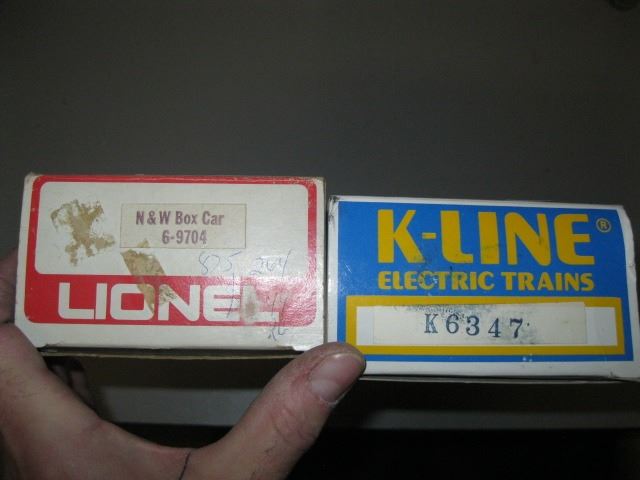 N & W Box Car
6-9704
LIONEL
K-LINE®
ELECTRIC TRAINS
K6347